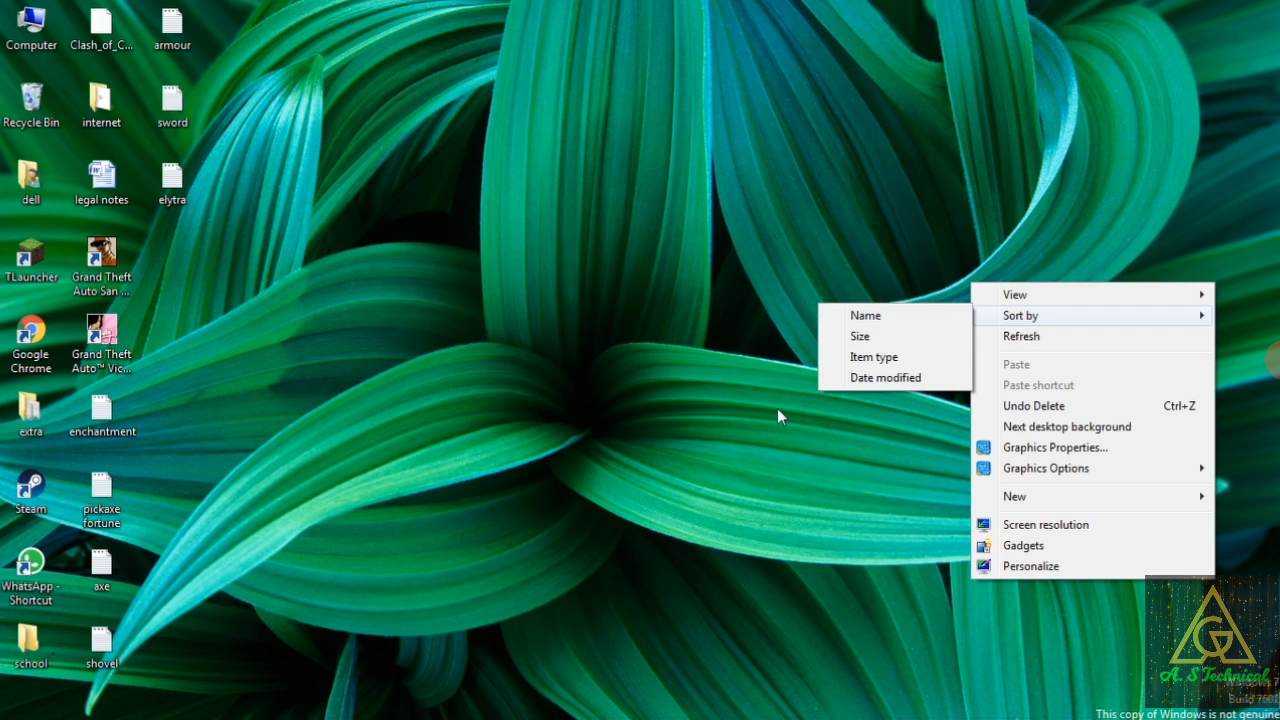 Computer
Clash_of_C...
armour
Recycle Bin
internet
sword
dell
legal notes
elytra
TLauncher
Grand Theft
Auto San ...
Google
Chrome
Grand Theft
Auto™ Vic...
extra
enchantment
Steam
pickaxe
fortune
WhatsApp -
Shortcut
axe
school
shovel
Name
Size
Item type
Date modified
View
Sort by
Refresh
Paste
Paste shortcut
Undo Delete Ctrl+Z
Next desktop background
Graphics Properties...
Graphics Options
New
Screen resolution
Gadgets
Personalize
A. S Technical
Windows 7
Build 7601
This copy of Windows is not genuine